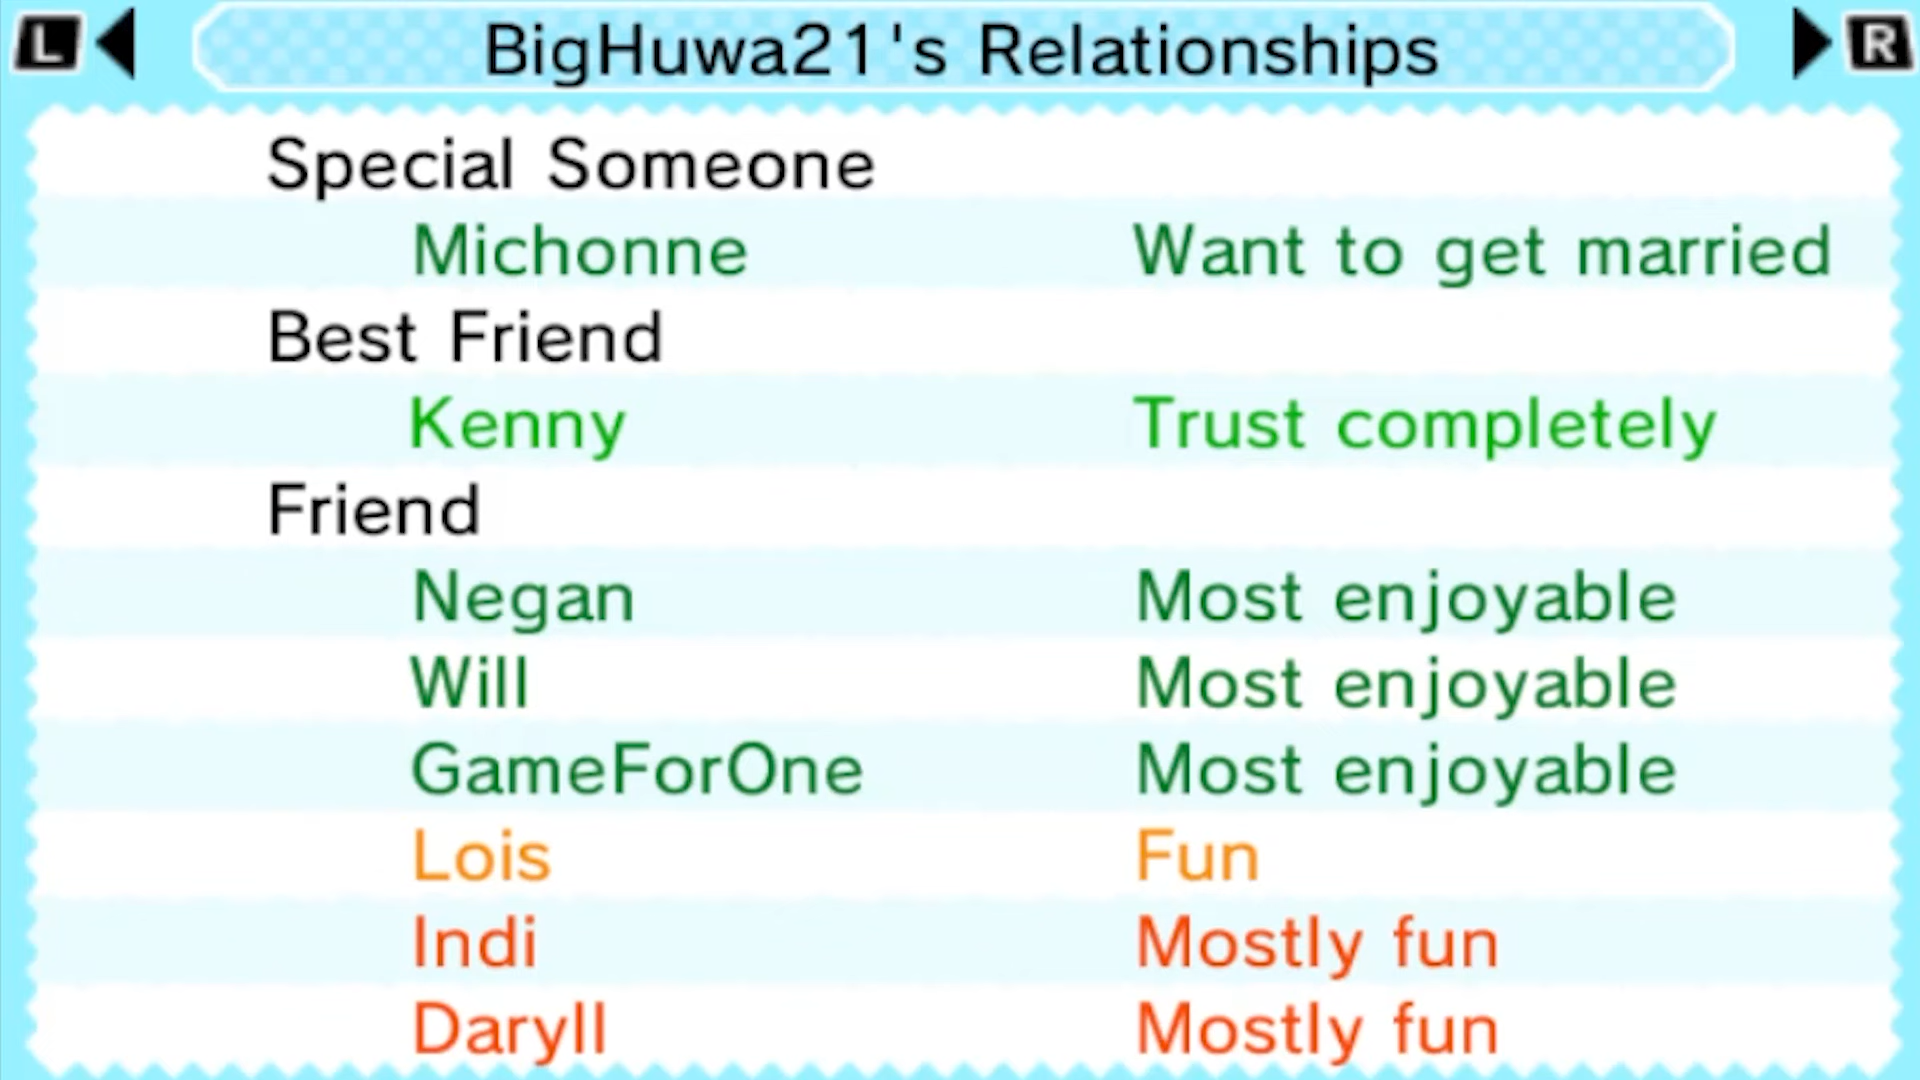 L BigHuwa21's Relationships R
Special Someone
Michonne Want to get married
Best Friend
Kenny Trust completely
Friend
Negan Most enjoyable
Will Most enjoyable
GameForOne Most enjoyable
Lois Fun
Indi Mostly fun
Daryll Mostly fun